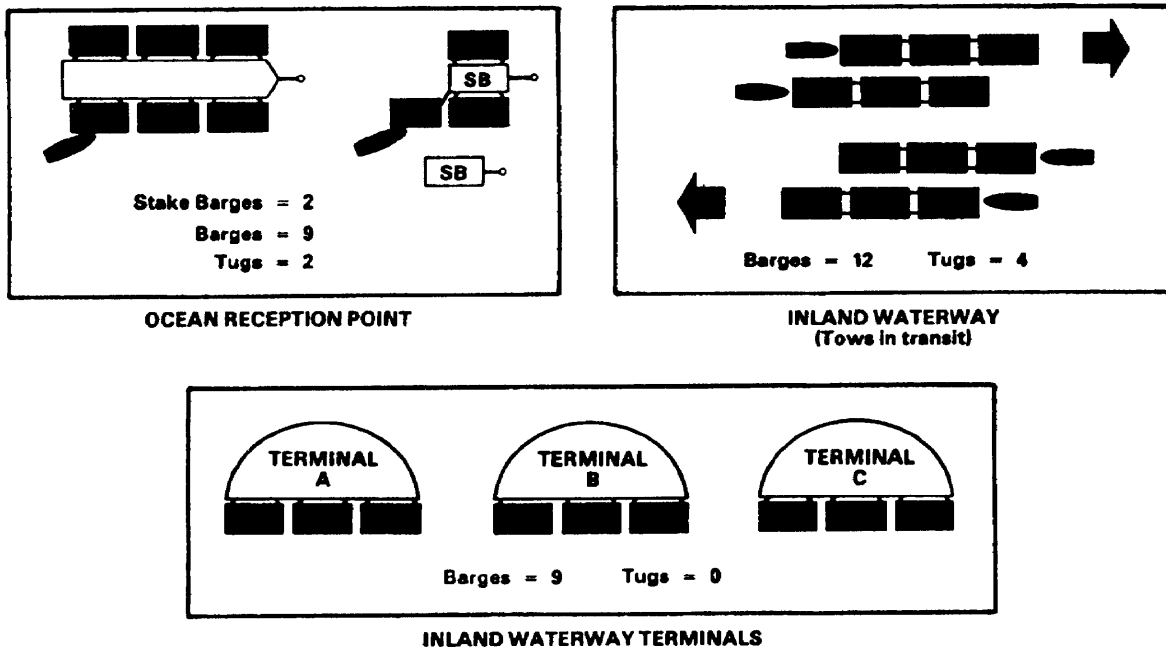 SB
SB
Stake Barges = 2
Barges = 9
Tugs = 2
OCEAN RECEPTION POINT
Barges = 12 Tugs = 4
INLAND WATERWAY
(Tows in transit)
TERMINAL
A
TERMINAL
B
TERMINAL
C
Barges = 9 Tugs = 0
INLAND WATERWAY TERMINALS